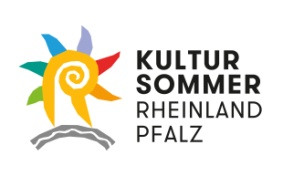 KULTUR
SOMMER
RHEINLAND
PFALZ